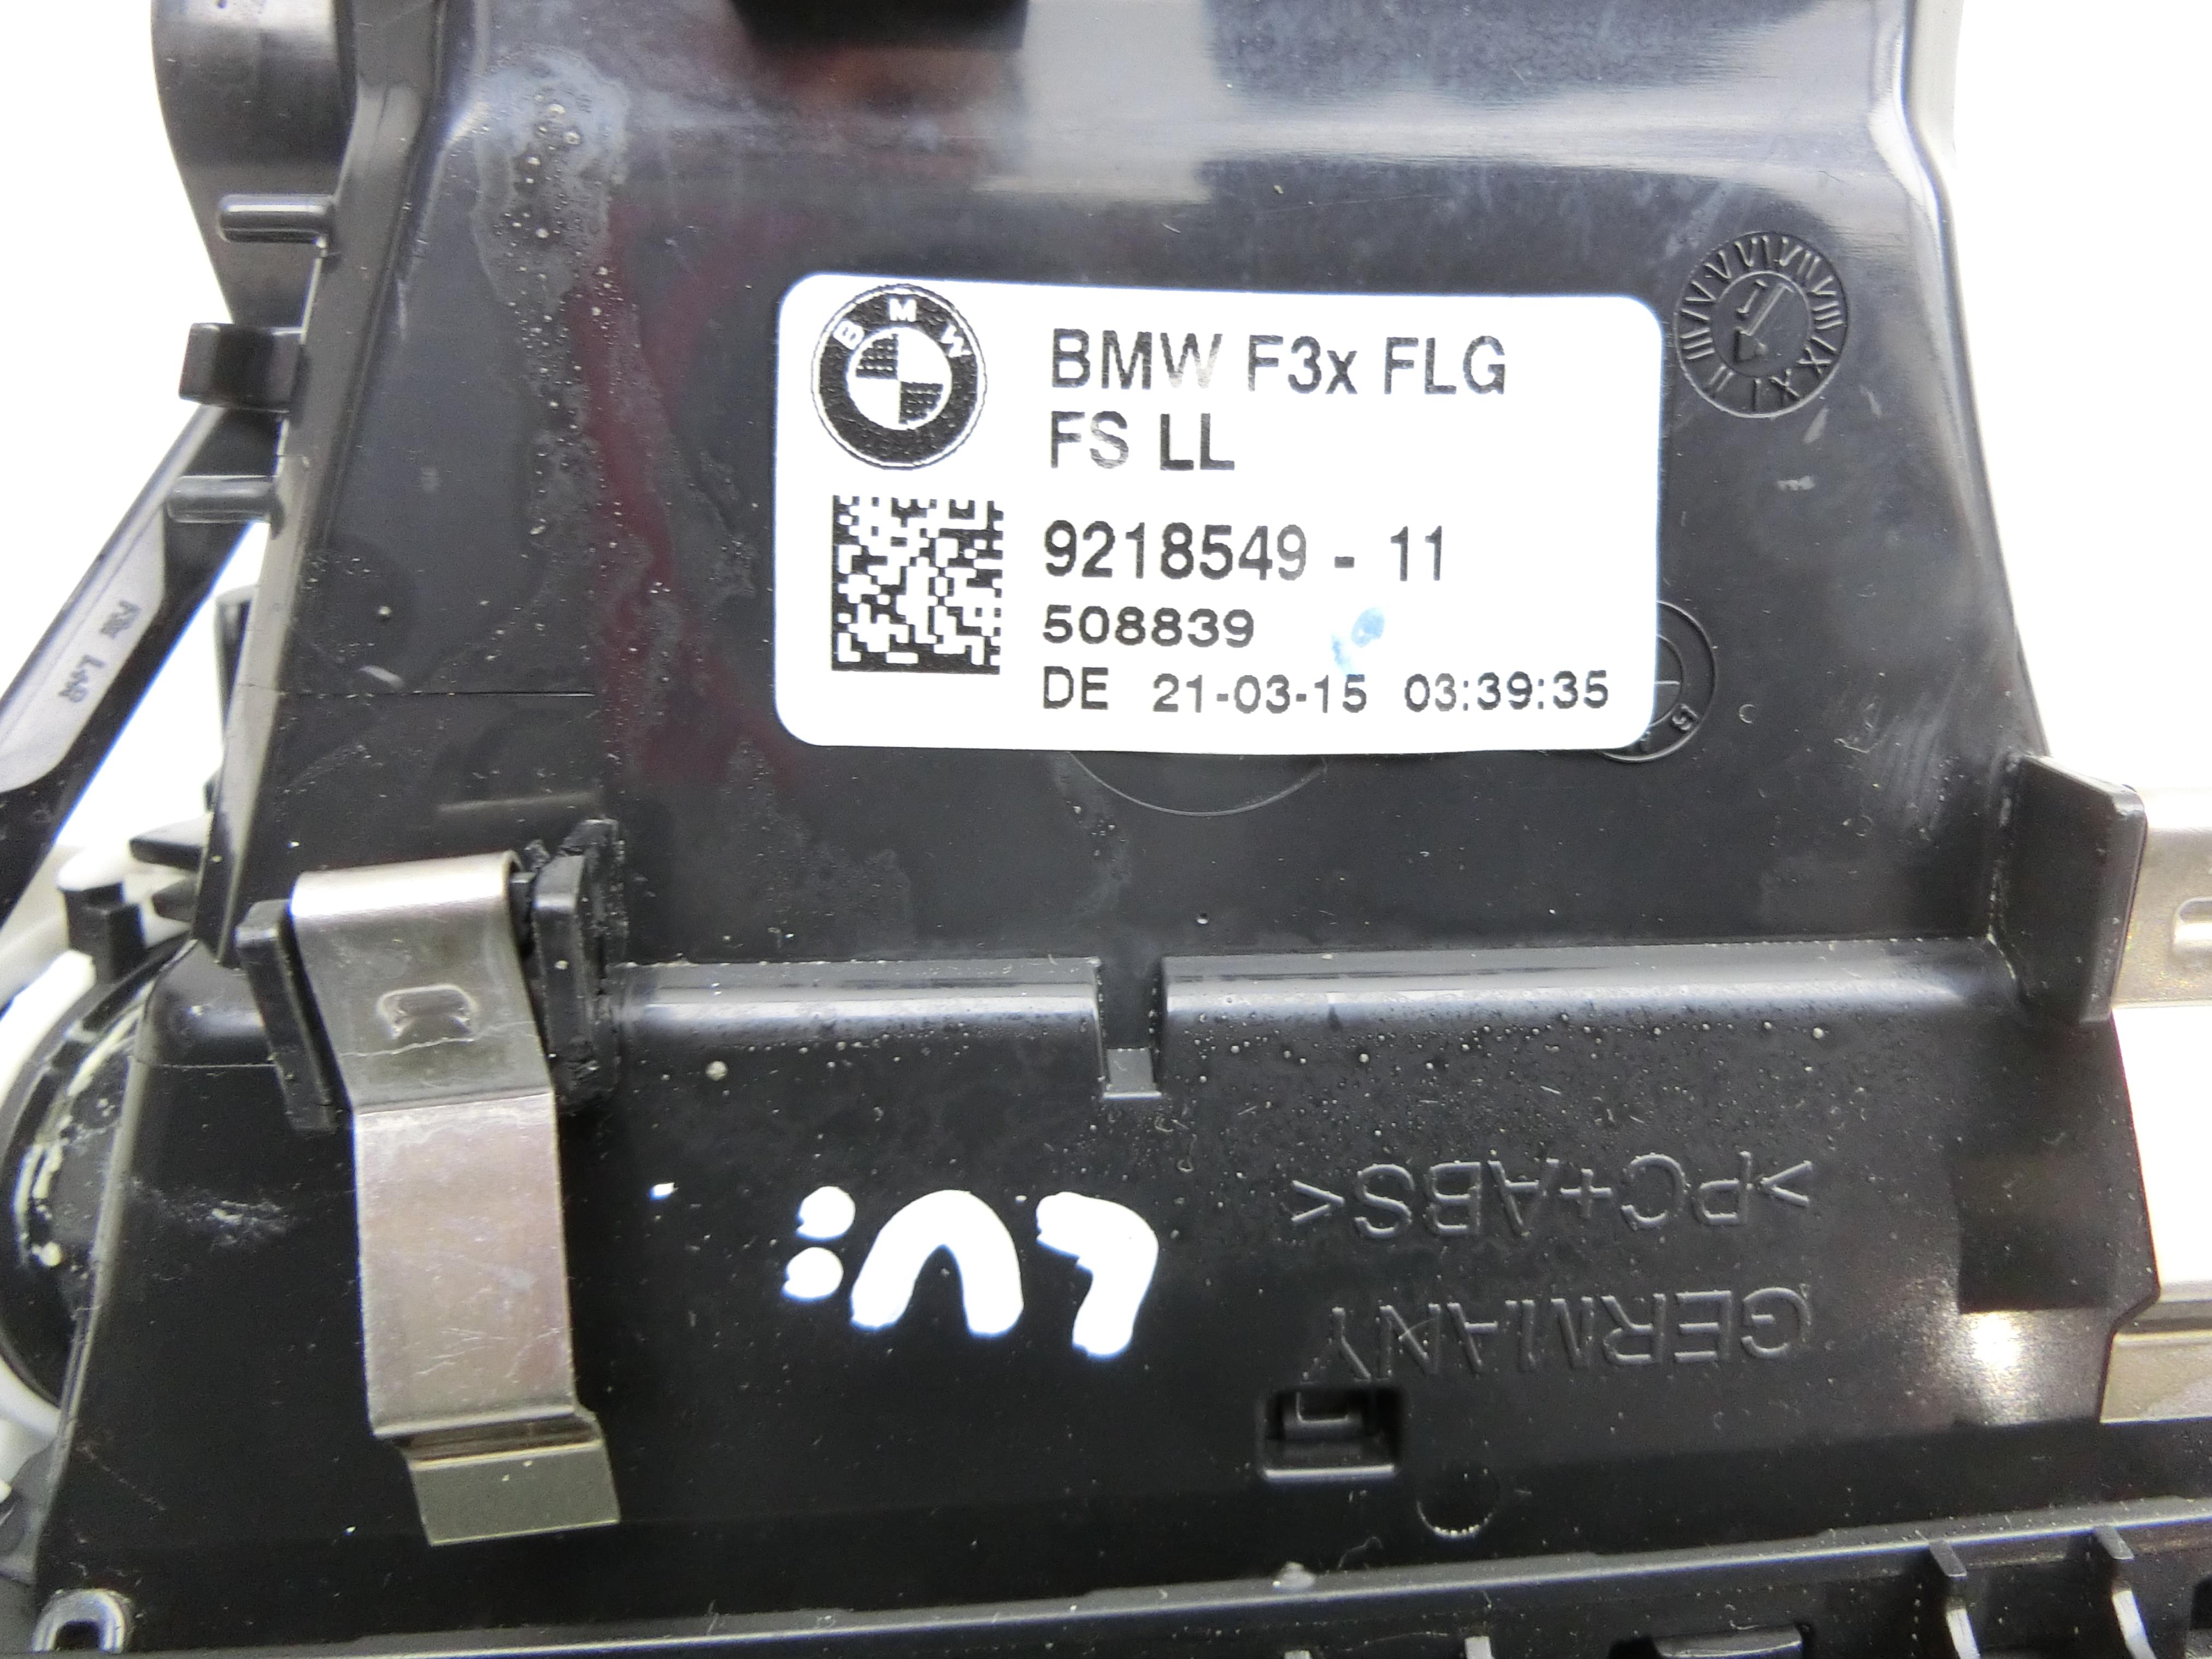 BMW
BMW F3x FLG
FS LL
9218549 - 11
508839
DE 21-03-15 03:39:35
>PC+ABS<
GERMANY
LV: